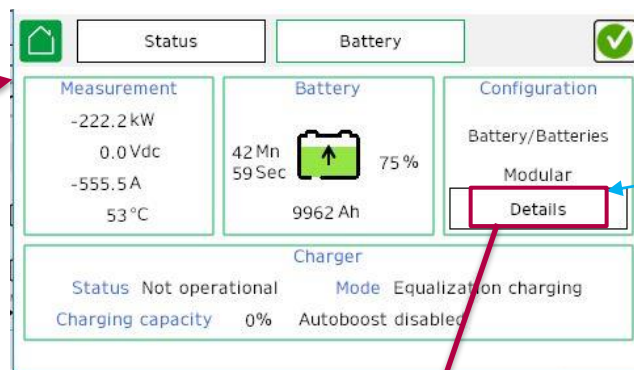 Status
Battery
Measurement
-222.2 kW
0.0 Vdc
-555.5 A
53 °C
Battery
42 Mn
59 Sec
75 %
9962 Ah
Configuration
Battery/Batteries
Modular
Details
Charger
Status Not operational Mode Equalization charging
Charging capacity 0% Autoboost disabled